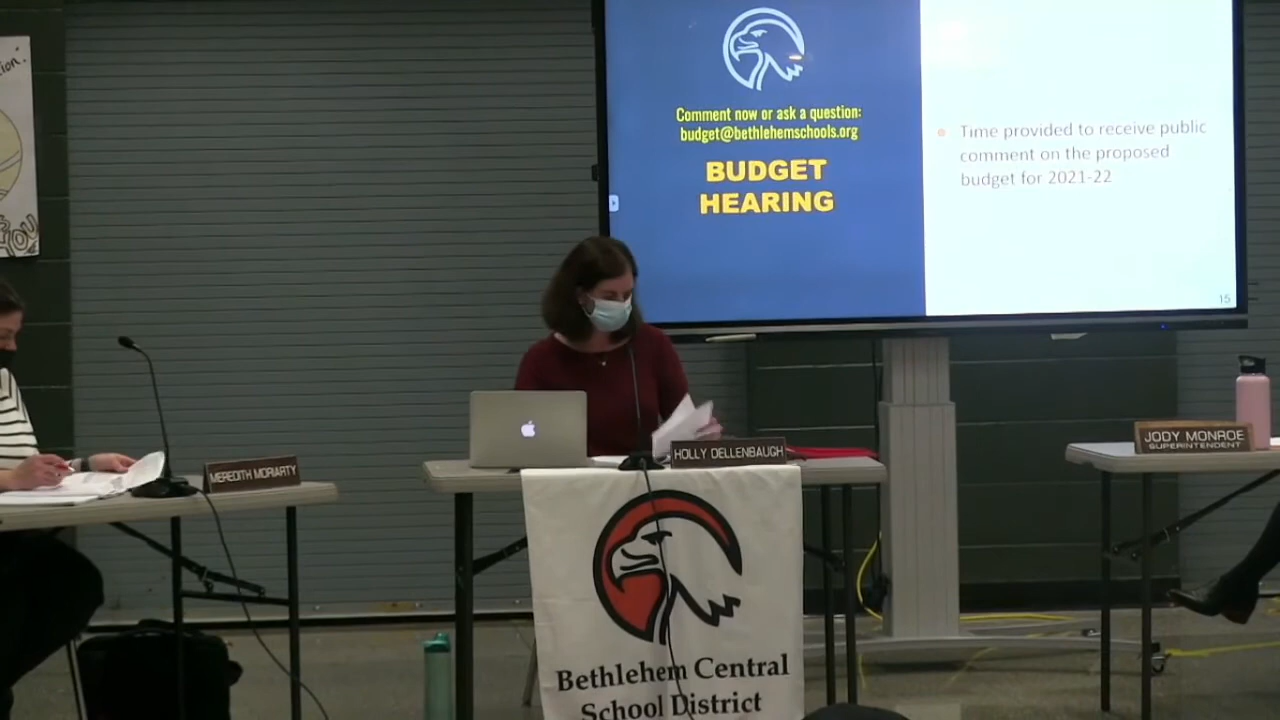 Comment now or ask a question:
budget@bethlehemschools.org
BUDGET
HEARING
Time provided to receive public
comment on the proposed
budget for 2021-22
15
MEREDITH MORIARTY
HOLLY DELLENBAUGH
JODY MONROE
SUPERINTENDENT
Bethlehem Central
School District